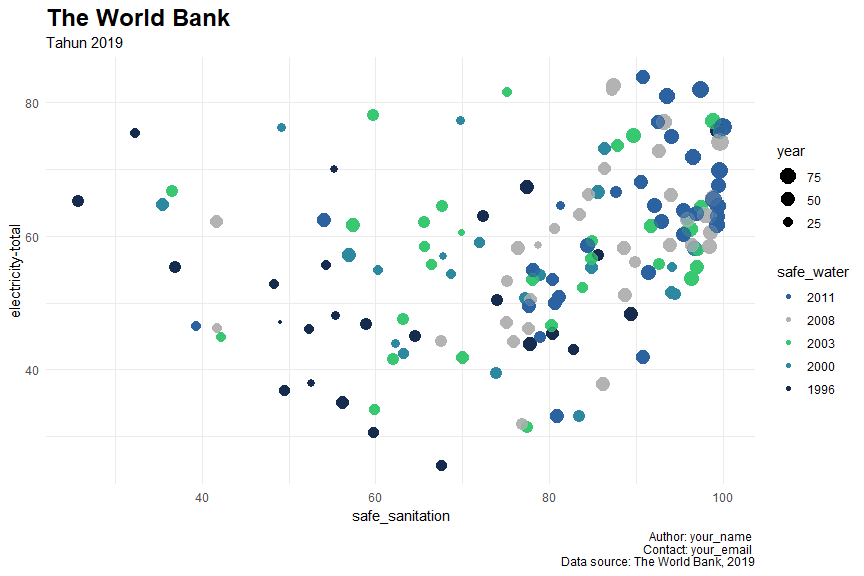 The World Bank
Tahun 2019
electricity-total
80
60
40
40
60
80
100
safe_sanitation
year
75
50
25
safe_water
2011
2008
2003
2000
1996
Author: your_name
Contact: your_email
Data source: The World Bank, 2019